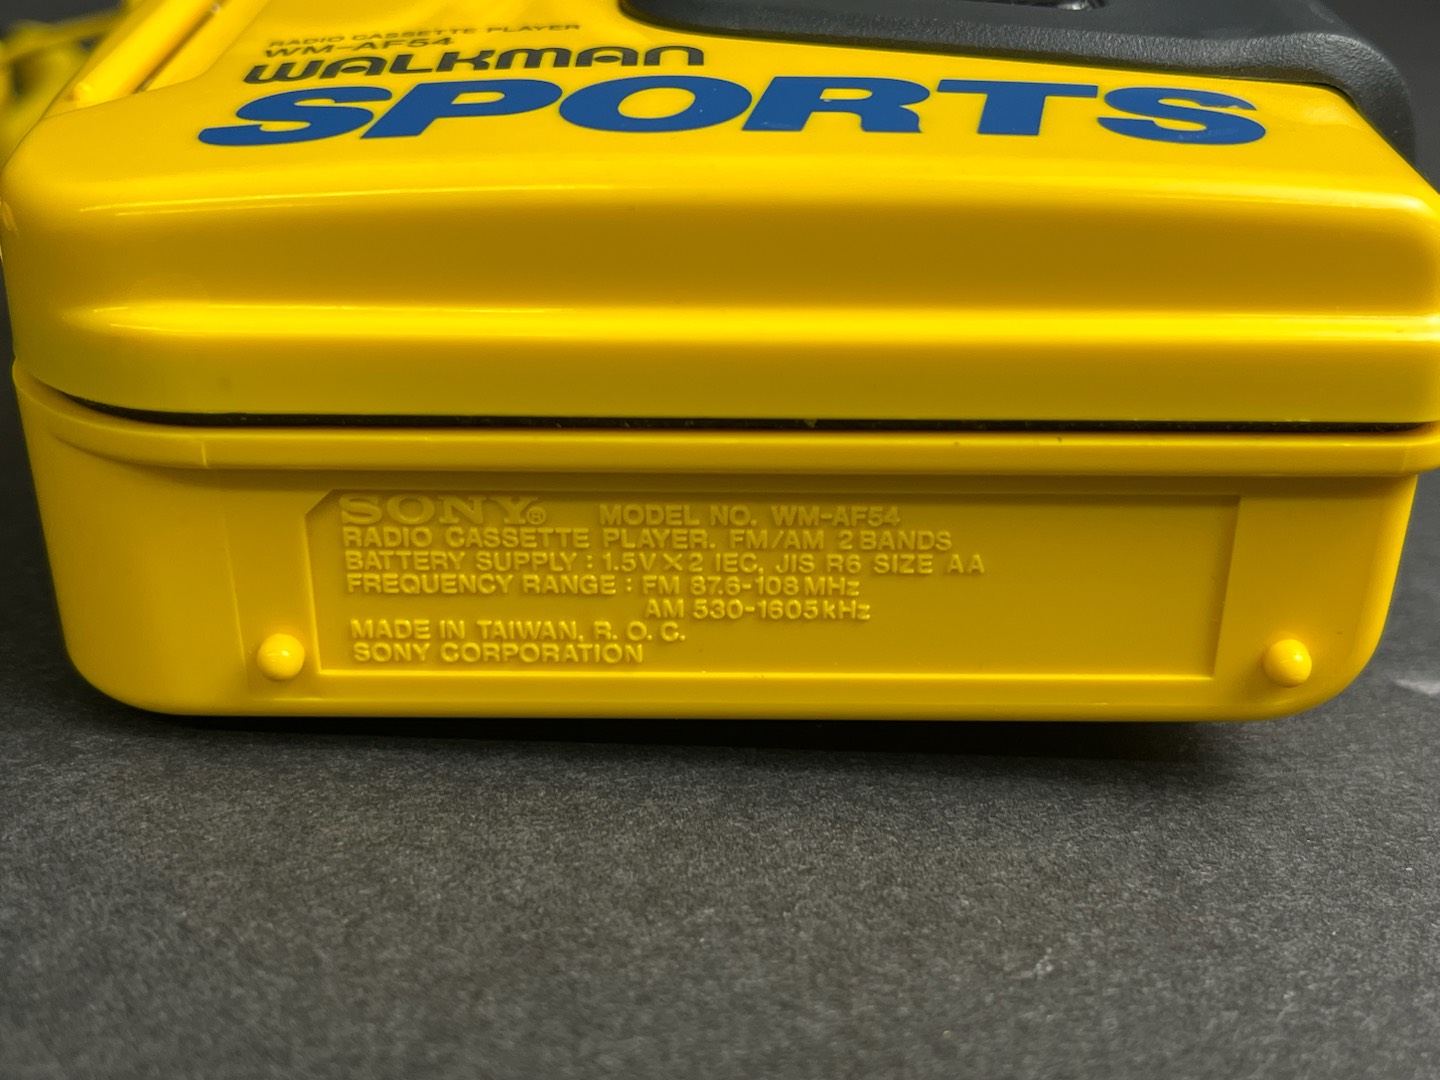 RADIO CASSETTE PLAYER
WM-AF54
WALKMAN
SPORTS
SONY® MODEL NO. WM-AF54
RADIO CASSETTE PLAYER. FM/AM 2 BANDS
BATTERY SUPPLY : 1.5V×2 IEC, JIS R6 SIZE AA
FREQUENCY RANGE : FM 87.6-108 MHz
AM 530-1605 kHz
MADE IN TAIWAN, R. O. C.
SONY CORPORATION